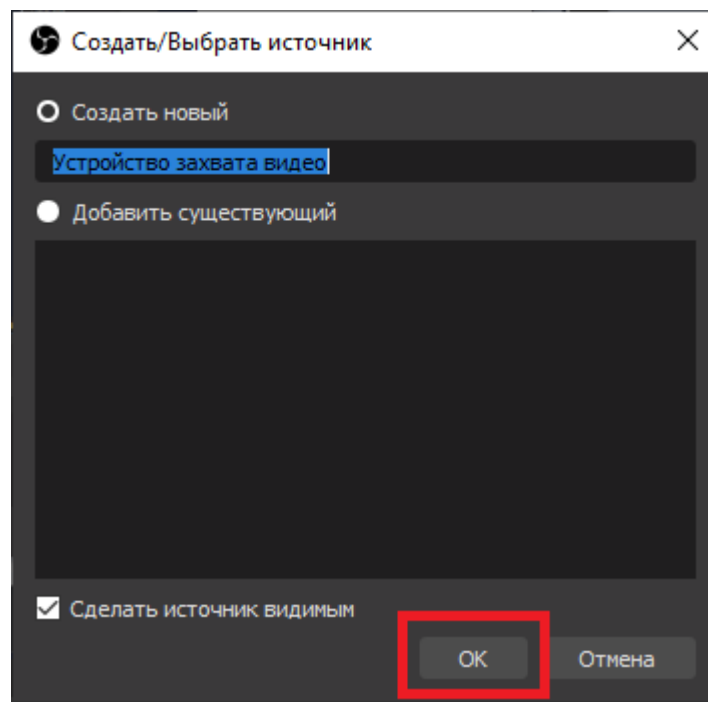 Создать/Выбрать источник
Создать новый
Устройство захвата видео
Добавить существующий
Сделать источник видимым
OK
Отмена